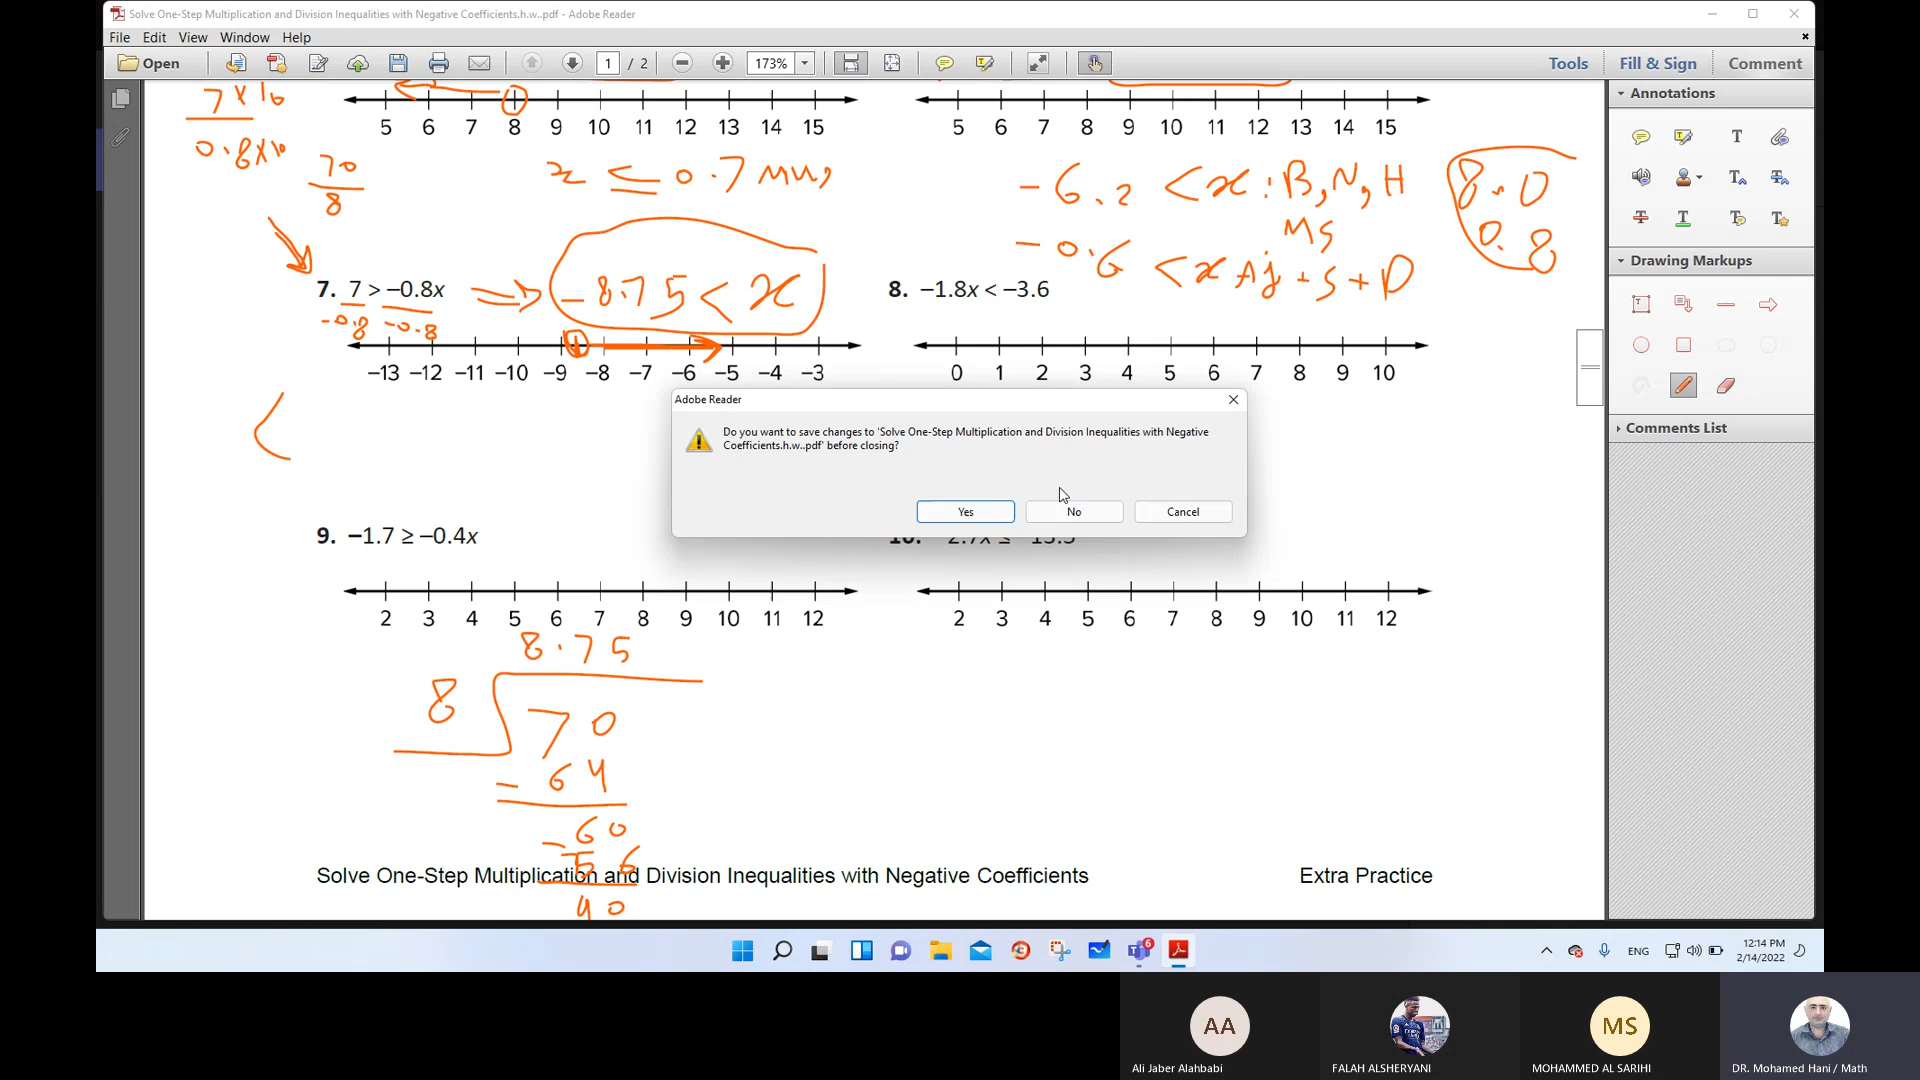 Solve One-Step Multiplication and Division Inequalities with Negative Coefficients.h.w..pdf - Adobe Reader
File Edit View Window Help
Open 1 / 2 173% Tools Fill & Sign Comment
Annotations
Drawing Markups
Comments List
7 x 10
0.8x10
70
8
5 6 7 8 9 10 11 12 13 14 15
5 6 7 8 9 10 11 12 13 14 15
x ≤ 0.7
-6.2 < x : B, N, H
MS
-0.6 < x Aj + S + D
8.0
0.8
7. 7 > −0.8x
-0.8 -0.8
-8.75 < x
−13 −12 −11 −10 −9 −8 −7 −6 −5 −4 −3
8. −1.8x < −3.6
0 1 2 3 4 5 6 7 8 9 10
<
Adobe Reader
Do you want to save changes to 'Solve One-Step Multiplication and Division Inequalities with Negative
Coefficients.h.w..pdf' before closing?
Yes No Cancel
9. −1.7 ≥ −0.4x
2 3 4 5 6 7 8 9 10 11 12
2 3 4 5 6 7 8 9 10 11 12
8.75
8 70
- 64
60
- 56
40
Solve One-Step Multiplication and Division Inequalities with Negative Coefficients
Extra Practice
6
ENG
12:14 PM
2/14/2022
AA
MS
Ali Jaber Alahbabi
FALAH ALSHERYANI
MOHAMMED AL SARIHI
DR. Mohamed Hani / Math